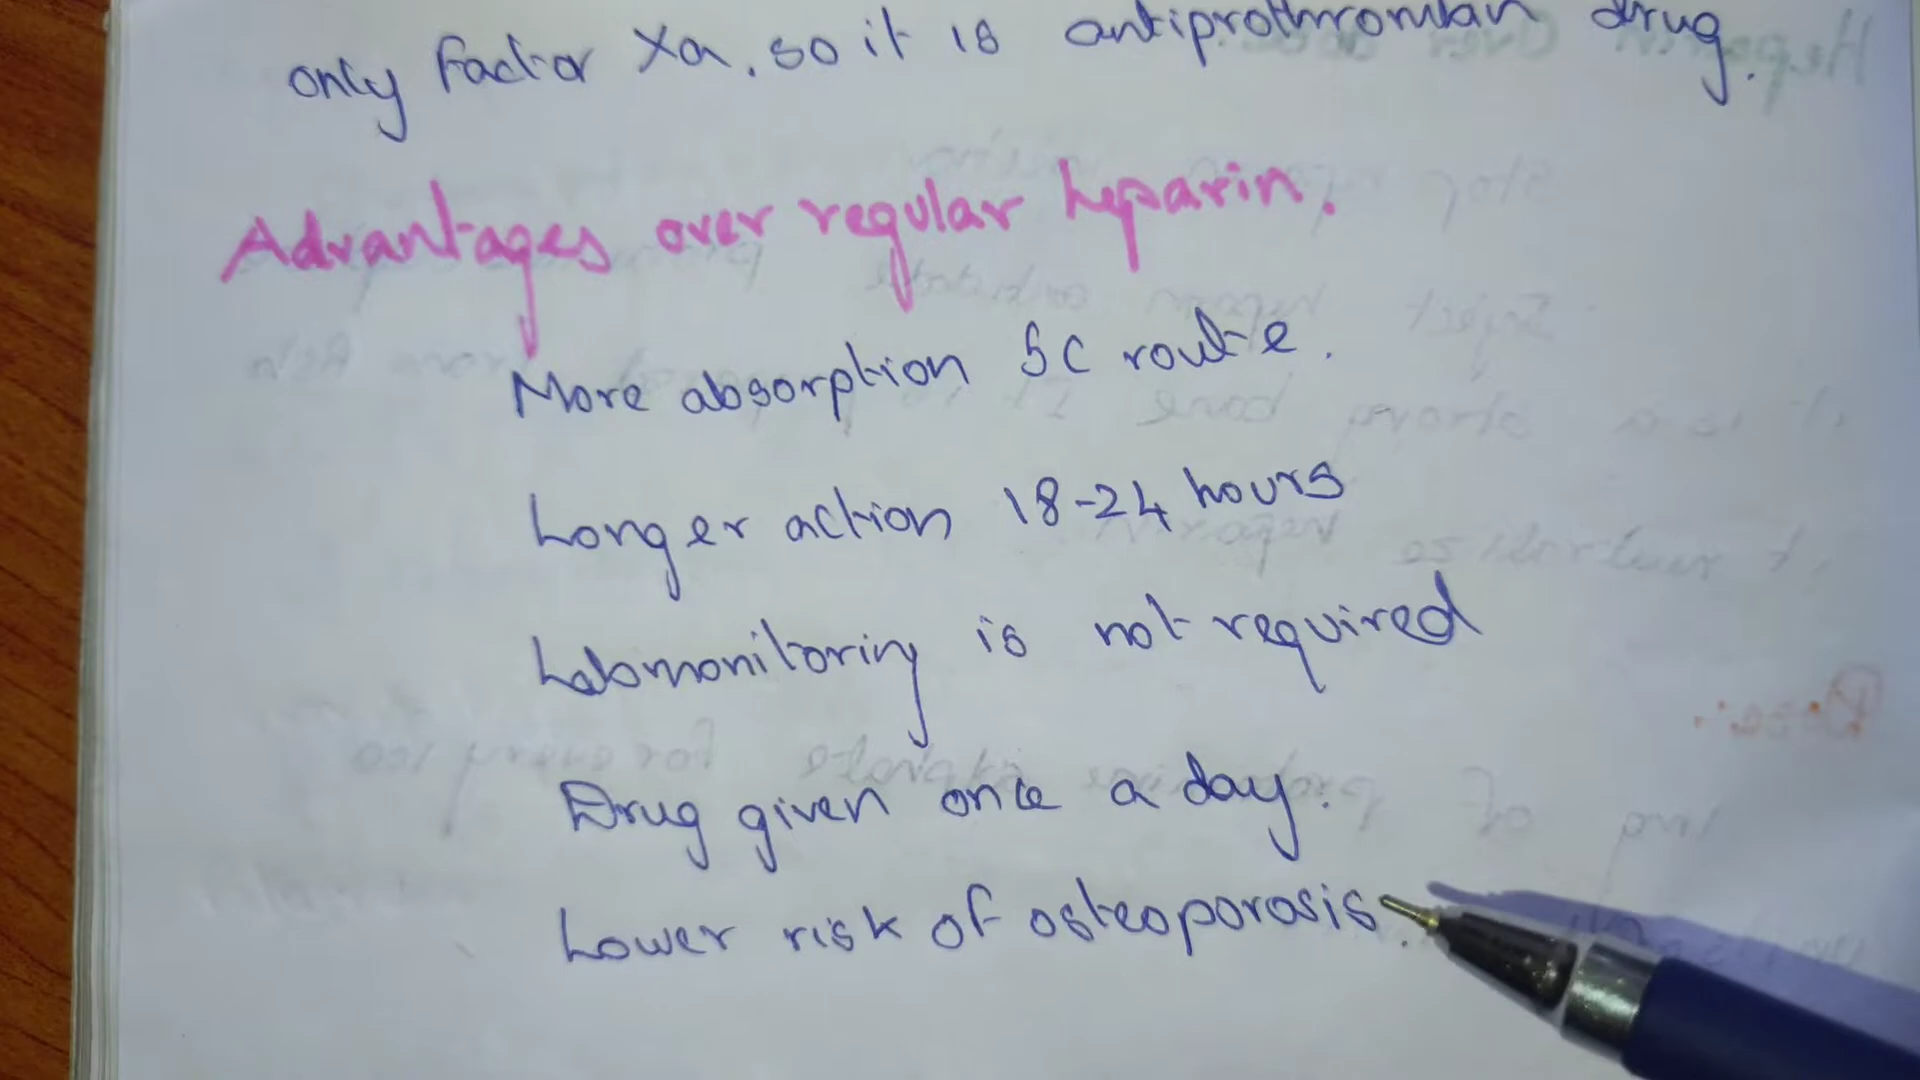 only factor Xa, so it is antiprothromban drug.
Advantages over regular heparin.
More absorption SC route.
Longer action 18-24 hours
Labmonitoring is not required
Drug given once a day.
Lower risk of osteoporosis.